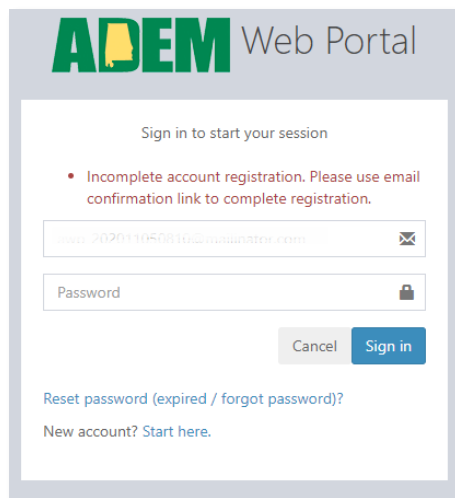 ADEM Web Portal
Sign in to start your session
Incomplete account registration. Please use email
confirmation link to complete registration.
Password
Cancel
Sign in
Reset password (expired / forgot password)?
New account? Start here.